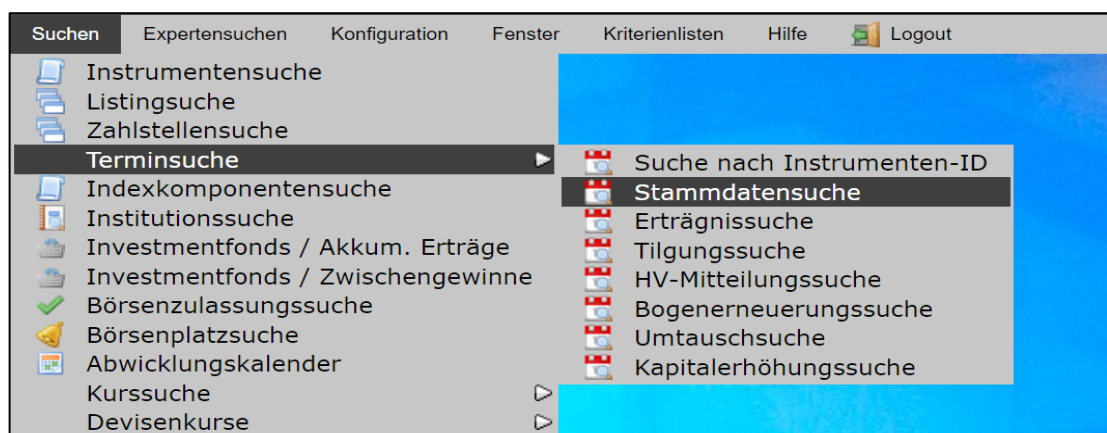 Suchen Expertensuchen Konfiguration Fenster Kriterienlisten Hilfe Logout
Instrumentensuche
Listingsuche
Zahlstellensuche
Terminsuche
Indexkomponentensuche
Institutionssuche
Investmentfonds / Akkum. Erträge
Investmentfonds / Zwischengewinne
Börsenzulassungssuche
Börsenplatzsuche
Abwicklungskalender
Kurssuche
Devisenkurse
Suche nach Instrumenten-ID
Stammdatensuche
Erträgnissuche
Tilgungssuche
HV-Mitteilungssuche
Bogenerneuerungssuche
Umtauschsuche
Kapitalerhöhungssuche